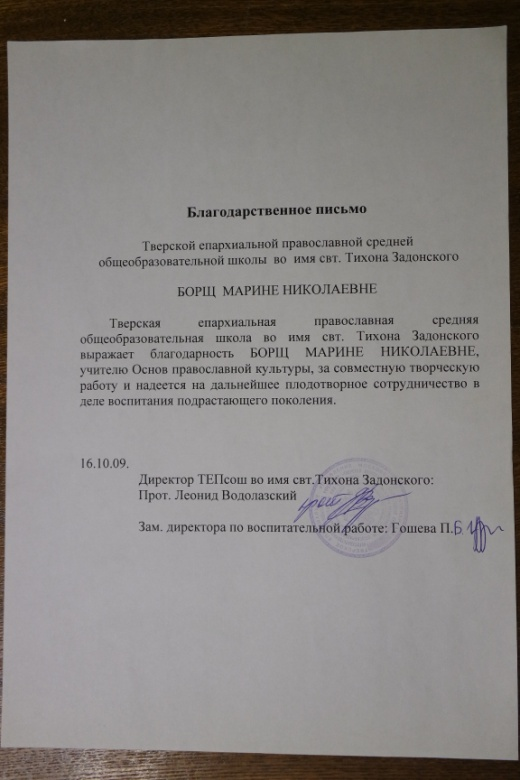 Благодарственное письмо
Тверской епархиальной православной средней
общеобразовательной школы во имя свт. Тихона Задонского
БОРЩ МАРИНЕ НИКОЛАЕВНЕ
Тверская епархиальная православная средняя
общеобразовательная школа во имя свт. Тихона Задонского
выражает благодарность БОРЩ МАРИНЕ НИКОЛАЕВНЕ,
учителю Основ православной культуры, за совместную творческую
работу и надеется на дальнейшее плодотворное сотрудничество в
деле воспитания подрастающего поколения.
16.10.09.
Директор ТЕПсош во имя свт.Тихона Задонского:
Прот. Леонид Водолазский
Зам. директора по воспитательной работе: Гошева П.Б.